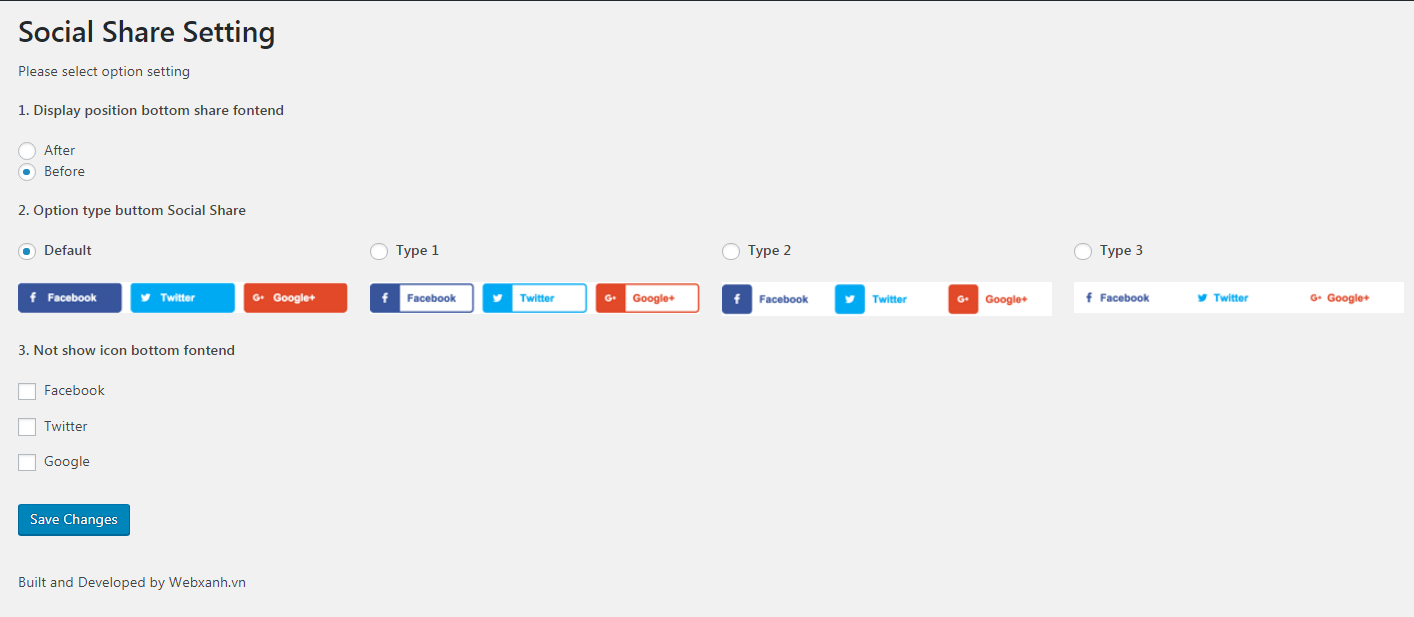 Social Share Setting
Please select option setting
1. Display position bottom share fontend
After
Before
2. Option type buttom Social Share
Default Type 1 Type 2 Type 3
Facebook Twitter Google+ Facebook Twitter Google+ Facebook Twitter Google+ Facebook Twitter Google+
3. Not show icon bottom fontend
Facebook
Twitter
Google
Save Changes
Built and Developed by Webxanh.vn